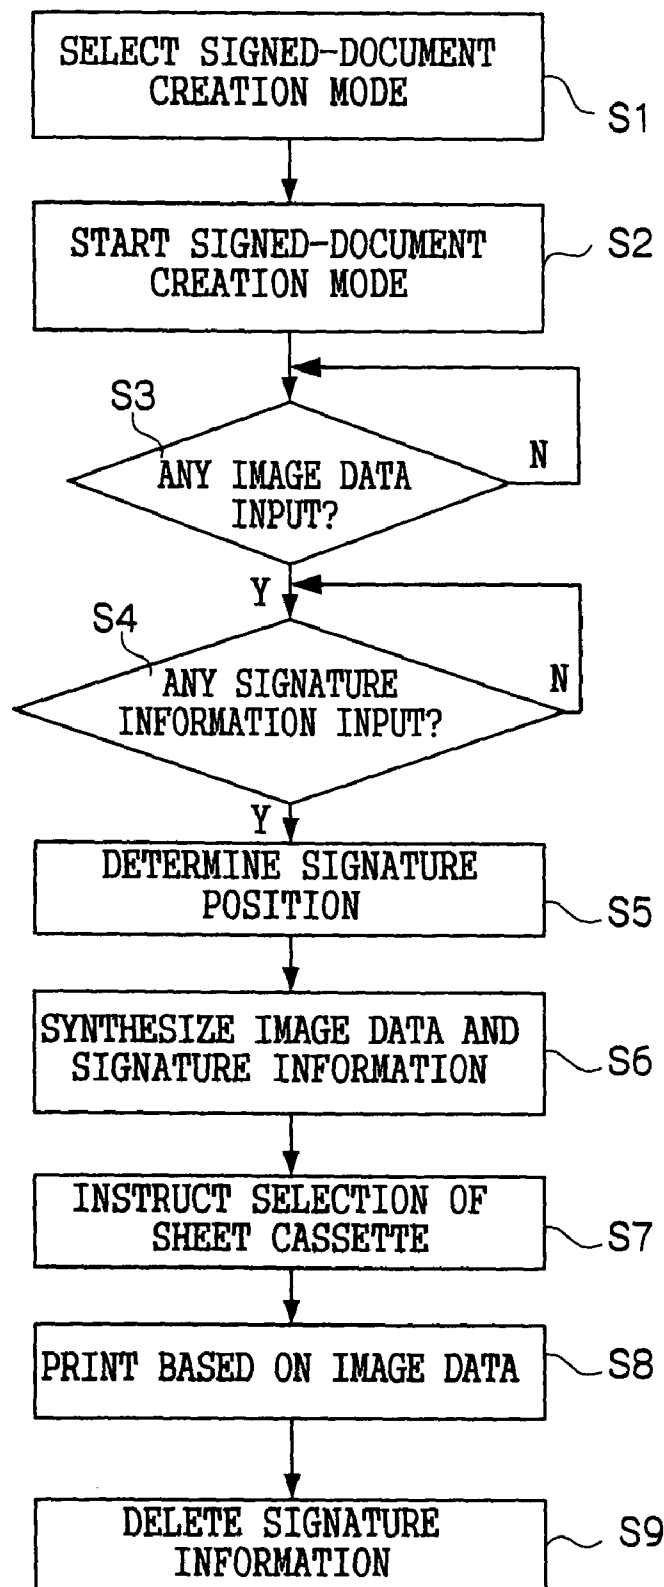 SELECT SIGNED-DOCUMENT
CREATION MODE
S1
START SIGNED-DOCUMENT
CREATION MODE
S2
S3
ANY IMAGE DATA
INPUT?
N
Y
S4
ANY SIGNATURE
INFORMATION INPUT?
N
Y
DETERMINE SIGNATURE
POSITION
S5
SYNTHESIZE IMAGE DATA AND
SIGNATURE INFORMATION
S6
INSTRUCT SELECTION OF
SHEET CASSETTE
S7
PRINT BASED ON IMAGE DATA
S8
DELETE SIGNATURE
INFORMATION
S9